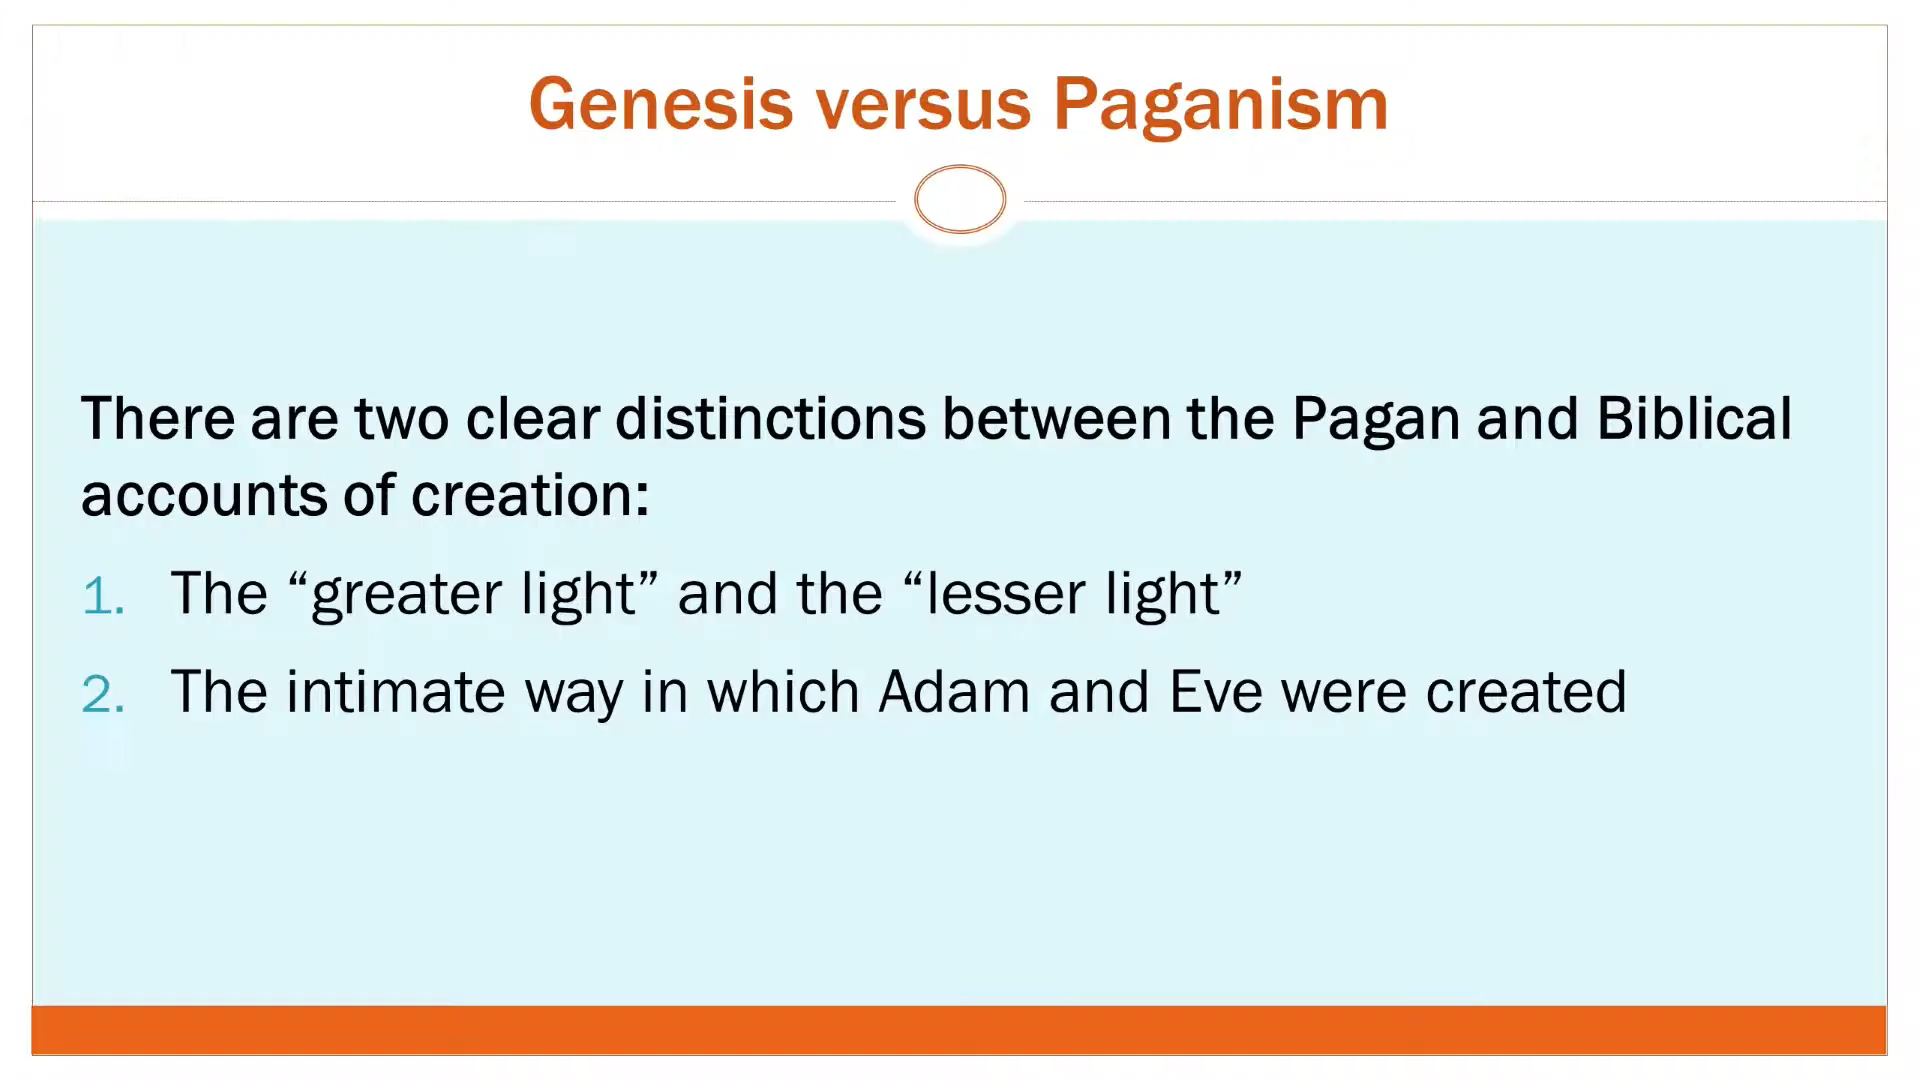 Genesis versus Paganism
There are two clear distinctions between the Pagan and Biblical
accounts of creation:
1. The “greater light” and the “lesser light”
2. The intimate way in which Adam and Eve were created